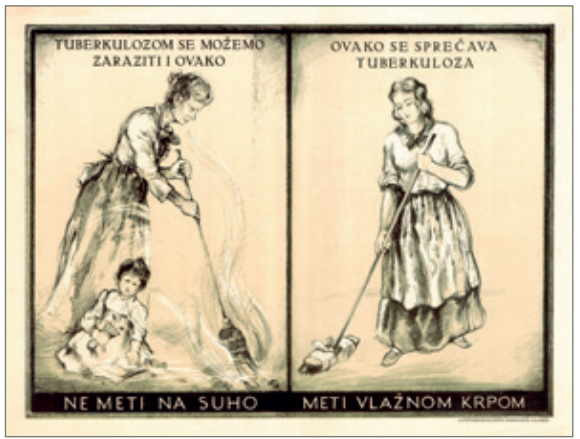 TUBERKULOZOM SE MOŽEMO
ZARAZITI I OVAKO
OVAKO SE SPREČAVA
TUBERKULOZA
NE METI NA SUHO
METI VLAŽNOM KRPOM